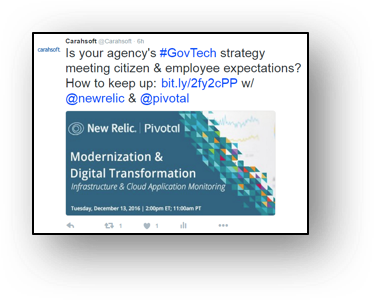 Carahsoft @Carahsoft · 6h
carahsoft
Is your agency's #GovTech strategy
meeting citizen & employee expectations?
How to keep up: bit.ly/2fy2cPP w/
@newrelic & @pivotal
New Relic. | Pivotal
Modernization &
Digital Transformation
Infrastructure & Cloud Application Monitoring
Tuesday, December 13, 2016 | 2:00pm ET; 11:00am PT
1 1